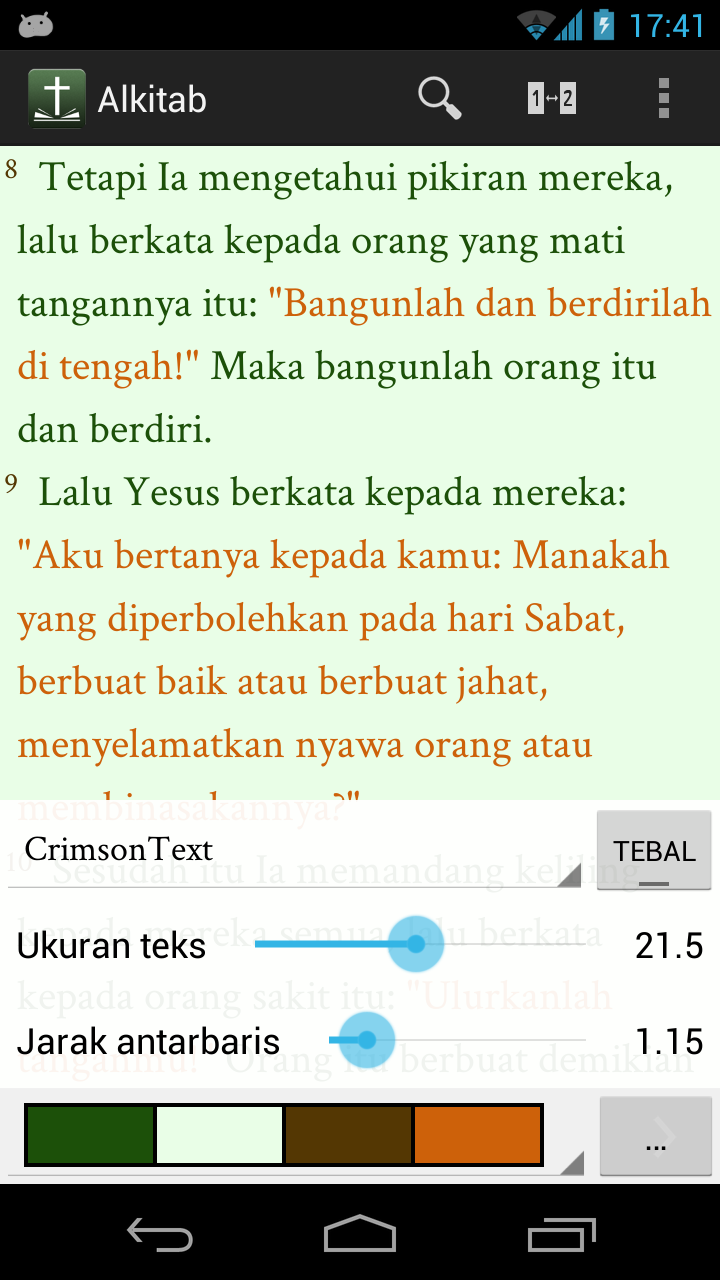 17:41
Alkitab
1↔2
8 Tetapi Ia mengetahui pikiran mereka,
lalu berkata kepada orang yang mati
tangannya itu: "Bangunlah dan berdirilah
di tengah!" Maka bangunlah orang itu
dan berdiri.
9 Lalu Yesus berkata kepada mereka:
"Aku bertanya kepada kamu: Manakah
yang diperbolehkan pada hari Sabat,
berbuat baik atau berbuat jahat,
menyelamatkan nyawa orang atau
membinasakannya?"
CrimsonText
TEBAL
10 Sesudah itu Ia memandang keliling
kepada mereka semua lalu berkata
Ukuran teks 21.5
kepada orang sakit itu: "Ulurkanlah
Jarak antarbaris 1.15
tanganmu!" Orang itu berbuat demikian
...